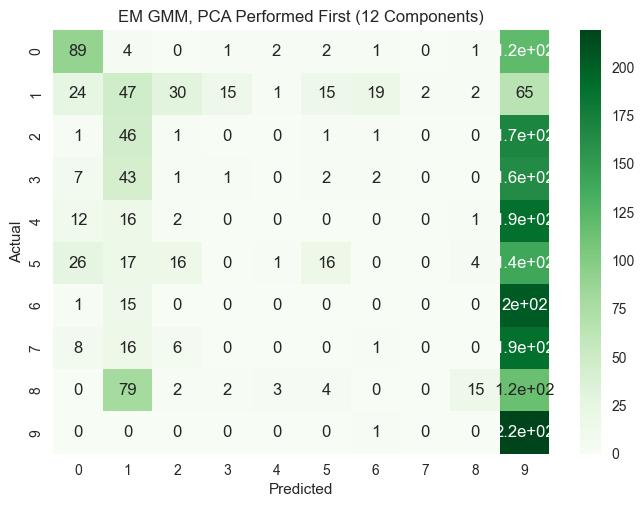 EM GMM, PCA Performed First (12 Components)
Actual
0 89 4 0 1 2 2 1 0 1 1.2e+02
1 24 47 30 15 1 15 19 2 2 65
2 1 46 1 0 0 1 1 0 0 1.7e+02
3 7 43 1 1 0 2 2 0 0 1.6e+02
4 12 16 2 0 0 0 0 0 1 1.9e+02
5 26 17 16 0 1 16 0 0 4 1.4e+02
6 1 15 0 0 0 0 0 0 0 2e+02
7 8 16 6 0 0 0 1 0 0 1.9e+02
8 0 79 2 2 3 4 0 0 15 1.2e+02
9 0 0 0 0 0 0 1 0 0 2.2e+02
0 1 2 3 4 5 6 7 8 9
Predicted
200
175
150
125
100
75
50
25
0